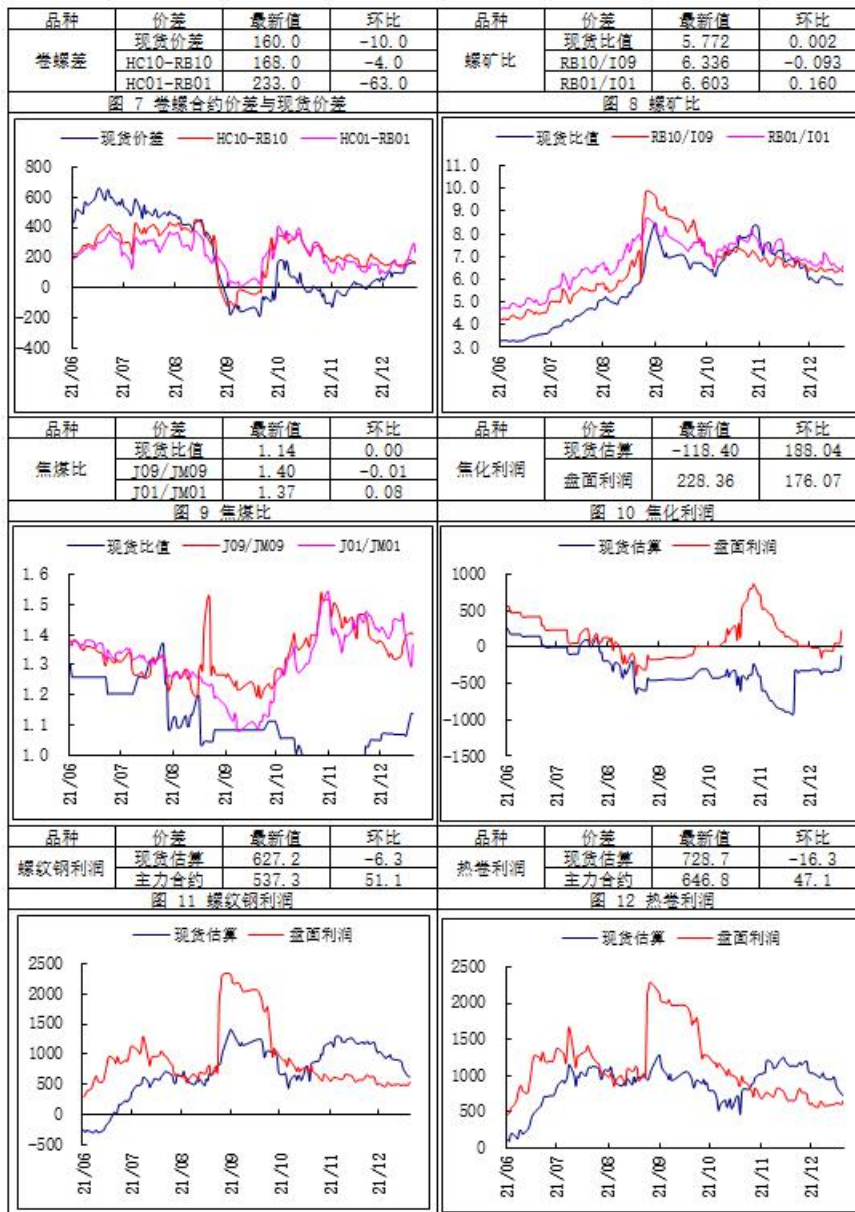 品种 价差 最新值 环比 品种 价差 最新值 环比
卷螺差 现货价差 160.0 -10.0 螺矿比 现货比值 5.772 0.002
HC10-RB10 168.0 -4.0 RB10/I09 6.336 -0.093
HC01-RB01 233.0 -63.0 RB01/I01 6.603 0.160
图 7 卷螺合约价差与现货价差 图 8 螺矿比
现货价差 HC10-RB10 HC01-RB01
800
600
400
200
0
-200
-400
21/06 21/07 21/08 21/09 21/10 21/11 21/12
现货比值 RB10/I09 RB01/I01
11.0
10.0
9.0
8.0
7.0
6.0
5.0
4.0
3.0
21/06 21/07 21/08 21/09 21/10 21/11 21/12
品种 价差 最新值 环比 品种 价差 最新值 环比
焦煤比 现货比值 1.14 0.00 焦化利润 现货估算 -118.40 188.04
J09/JM09 1.40 -0.01 盘面利润 228.36 176.07
J01/JM01 1.37 0.08
图 9 焦煤比 图 10 焦化利润
现货比值 J09/JM09 J01/JM01
1.6
1.5
1.4
1.3
1.2
1.1
1.0
21/06 21/07 21/08 21/09 21/10 21/11 21/12
现货估算 盘面利润
1000
500
0
-500
-1000
-1500
21/06 21/07 21/08 21/09 21/10 21/11 21/12
品种 价差 最新值 环比 品种 价差 最新值 环比
螺纹钢利润 现货估算 627.2 -6.3 热卷利润 现货估算 728.7 -16.3
主力合约 537.3 51.1 主力合约 646.8 47.1
图 11 螺纹钢利润 图 12 热卷利润
现货估算 盘面利润
2500
2000
1500
1000
500
0
-500
21/06 21/07 21/08 21/09 21/10 21/11 21/12
现货估算 盘面利润
2500
2000
1500
1000
500
0
21/06 21/07 21/08 21/09 21/10 21/11 21/12